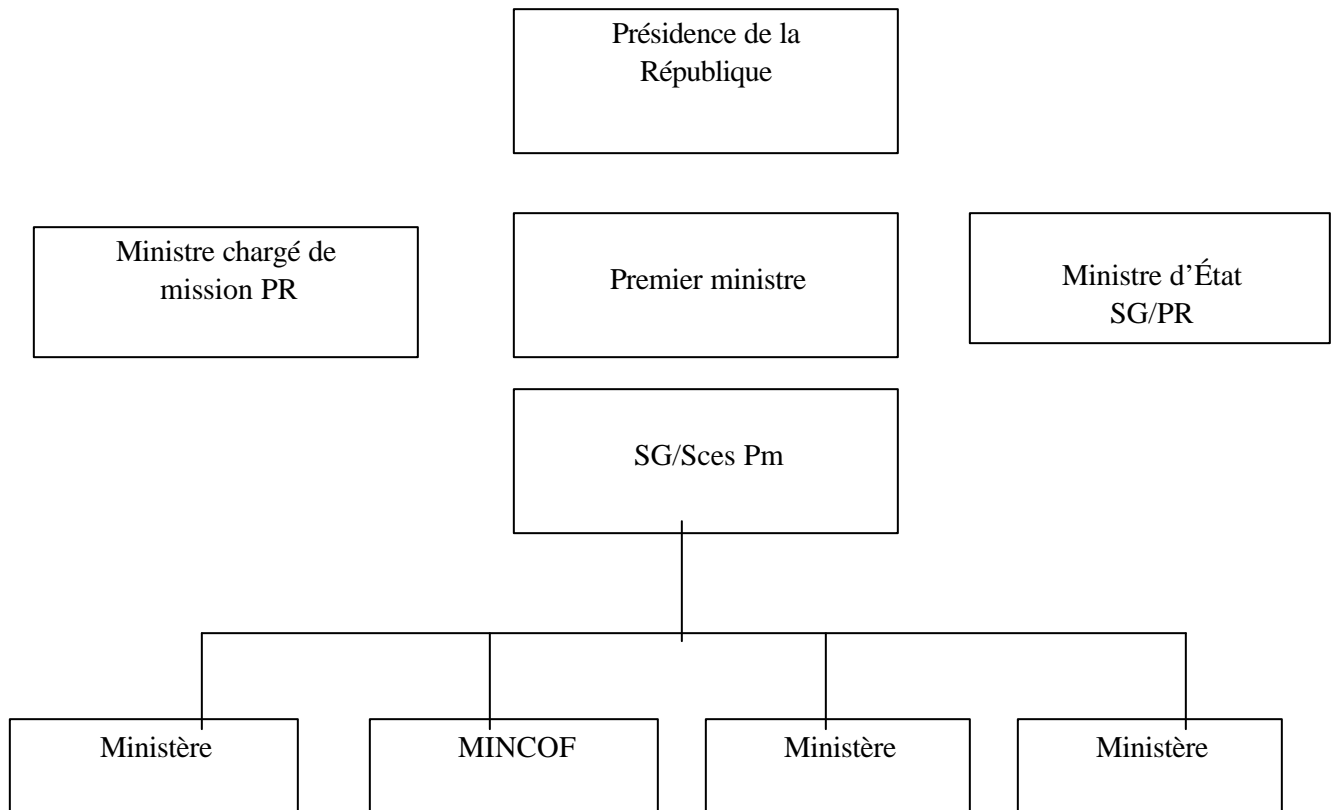 Présidence de la
République
Ministre chargé de
mission PR
Premier ministre
Ministre d’État
SG/PR
SG/Sces Pm
Ministère
MINCOF
Ministère
Ministère